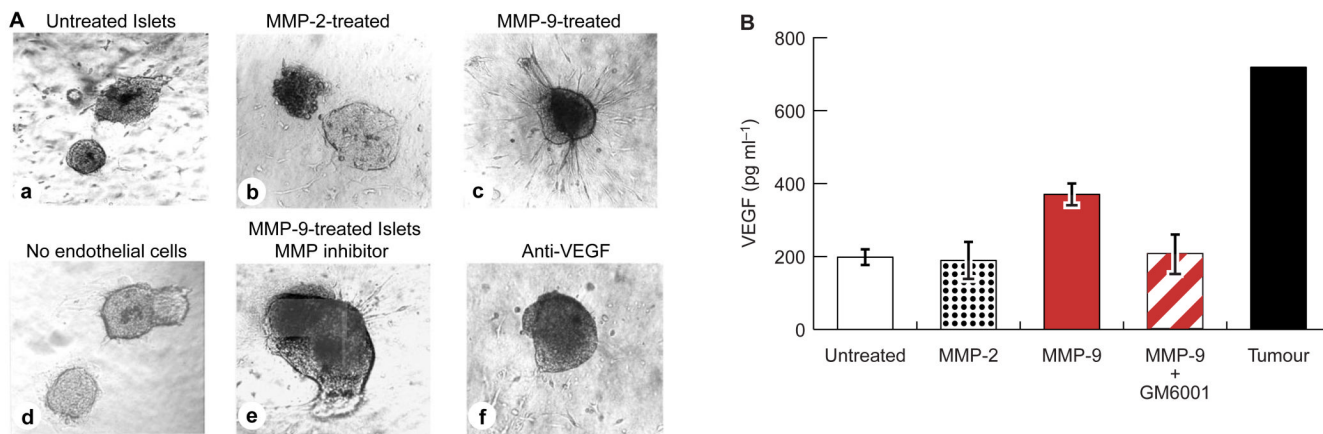 A
Untreated Islets
MMP-2-treated
MMP-9-treated
a
b
c
No endothelial cells
MMP-9-treated Islets
MMP inhibitor
Anti-VEGF
d
e
f
B
VEGF (pg ml⁻¹)
800
600
400
200
0
Untreated
MMP-2
MMP-9
MMP-9
+
GM6001
Tumour